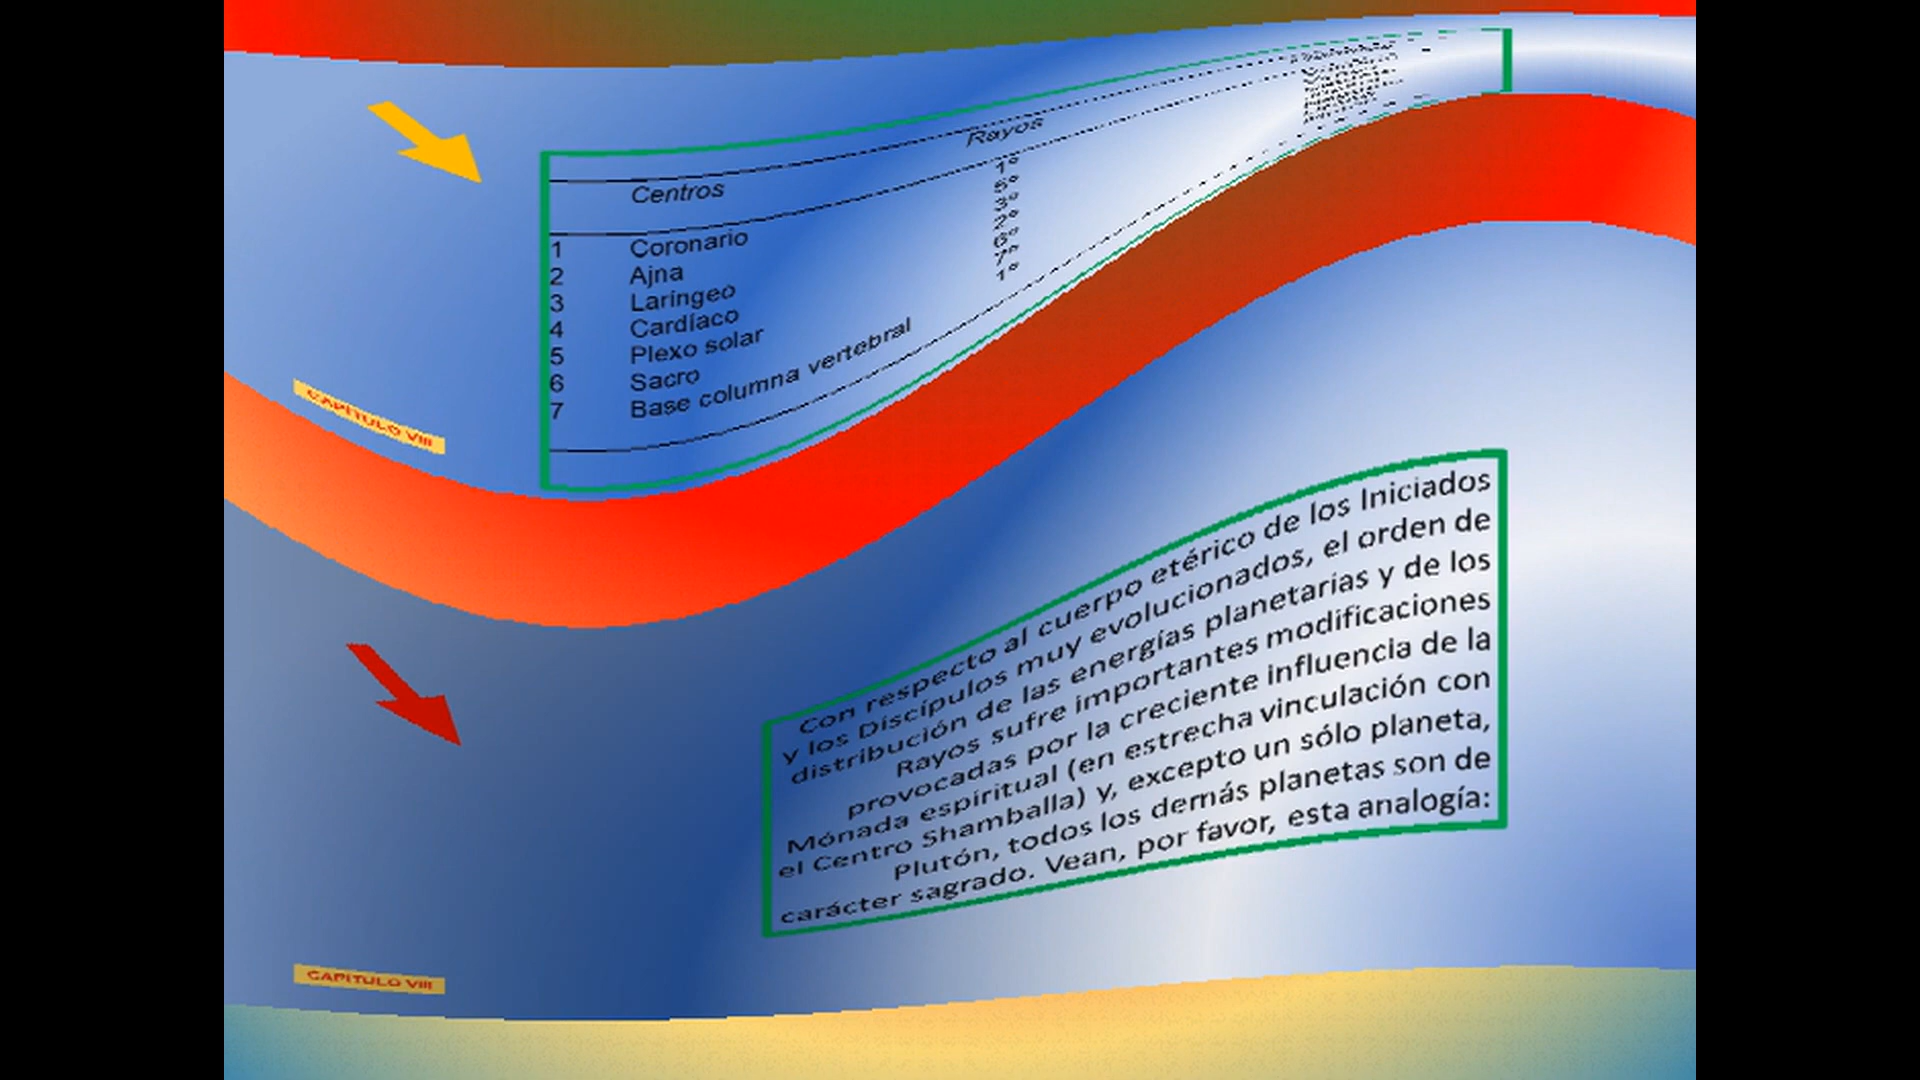 Centros Rayos
1 Coronario 1º
2 Ajna 5º
3 Laríngeo 3º
4 Cardíaco 2º
5 Plexo solar 6º
6 Sacro 7º
7 Base columna vertebral 1º
CAPITULO VIII
Con respecto al cuerpo etérico de los Iniciados
y los Discípulos muy evolucionados, el orden de
distribución de las energías planetarias y de los
Rayos sufre importantes modificaciones
provocadas por la creciente influencia de la
Mónada espiritual (en estrecha vinculación con
el Centro Shamballa) y, excepto un sólo planeta,
Plutón, todos los demás planetas son de
carácter sagrado. Vean, por favor, esta analogía:
CAPITULO VIII